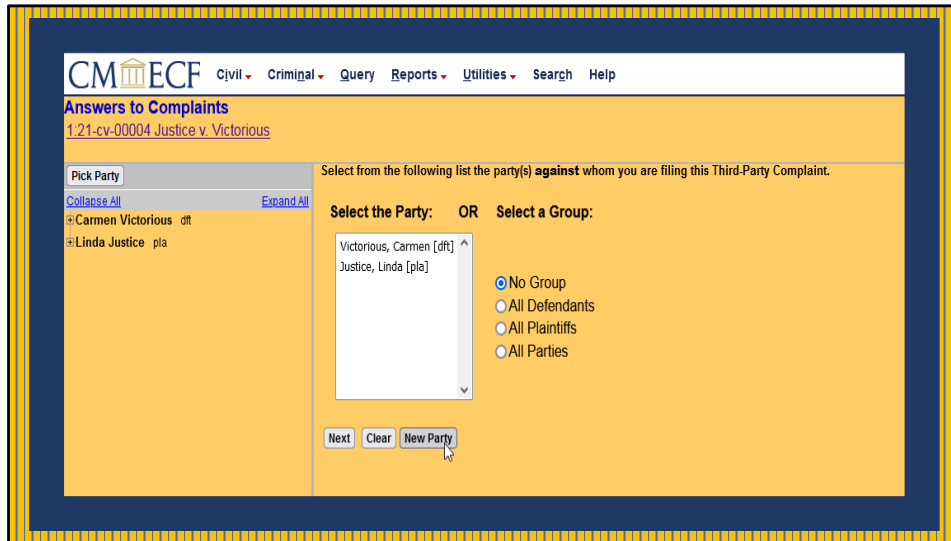 CM ECF Civil Criminal Query Reports Utilities Search Help
Answers to Complaints
1:21-cv-00004 Justice v. Victorious
Pick Party
Collapse All Expand All
Carmen Victorious dft
Linda Justice pla
Select from the following list the party(s) against whom you are filing this Third-Party Complaint.
Select the Party: OR Select a Group:
Victorious, Carmen [dft]
Justice, Linda [pla]
No Group
All Defendants
All Plaintiffs
All Parties
Next Clear New Party